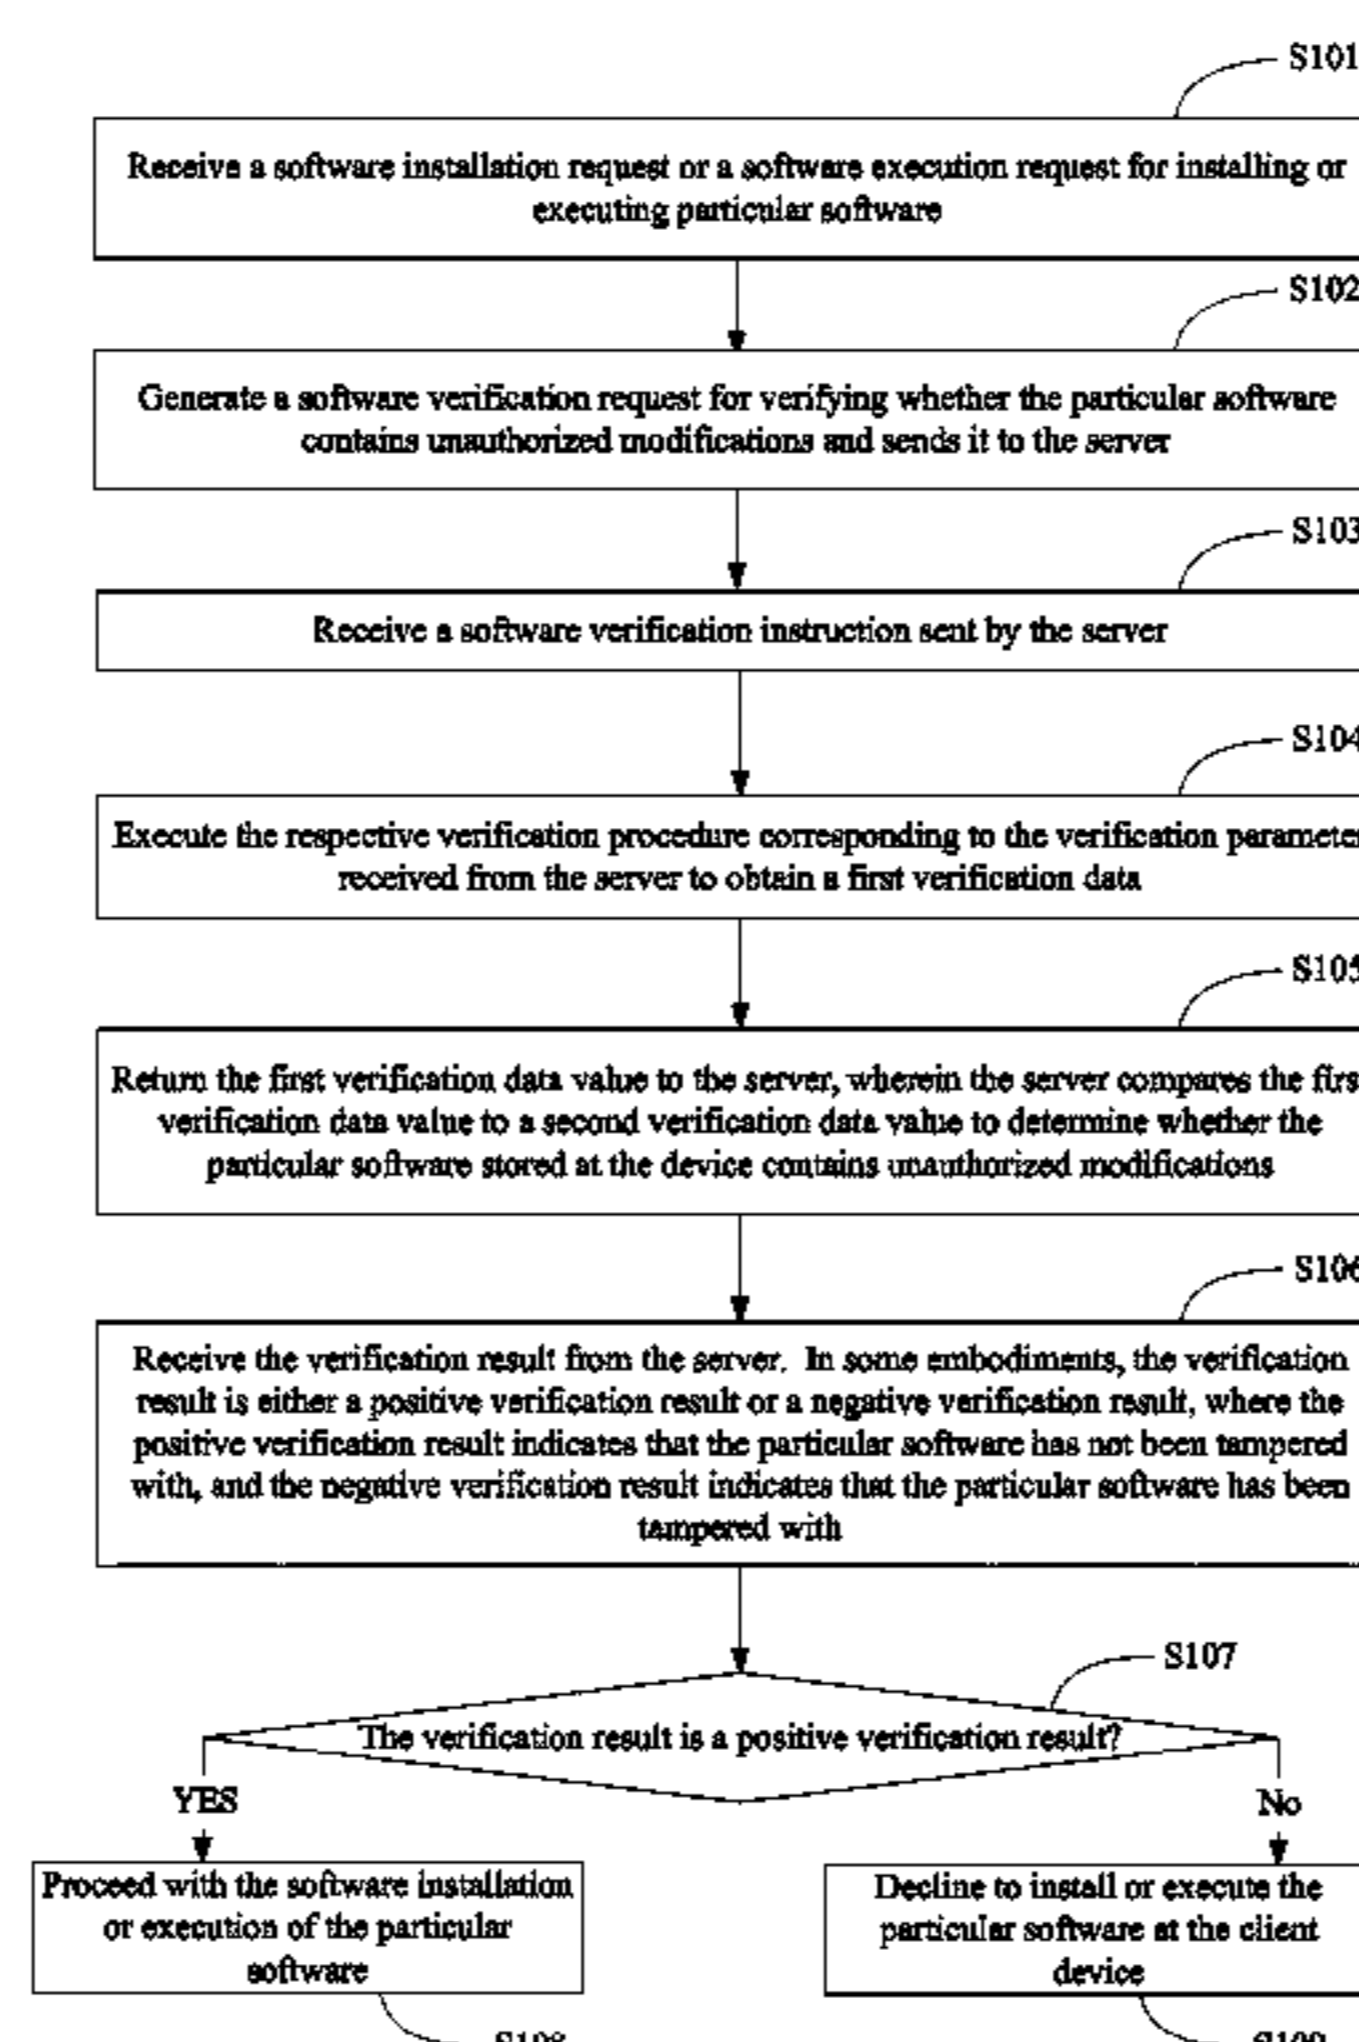 S101
Receive a software installation request or a software execution request for installing or
executing particular software
S102
Generate a software verification request for verifying whether the particular software
contains unauthorized modifications and sends it to the server
S103
Receive a software verification instruction sent by the server
S104
Execute the respective verification procedure corresponding to the verification parameter
received from the server to obtain a first verification data
S105
Return the first verification data value to the server, wherein the server compares the firs
verification data value to a second verification data value to determine whether the
particular software stored at the device contains unauthorized modifications
S106
Receive the verification result from the server. In some embodiments, the verification
result is either a positive verification result or a negative verification result, where the
positive verification result indicates that the particular software has not been tampered
with, and the negative verification result indicates that the particular software has been
tampered with
S107
The verification result is a positive verification result?
YES
No
Proceed with the software installation
or execution of the particular
software
Decline to install or execute the
particular software at the client
device
S108
S109